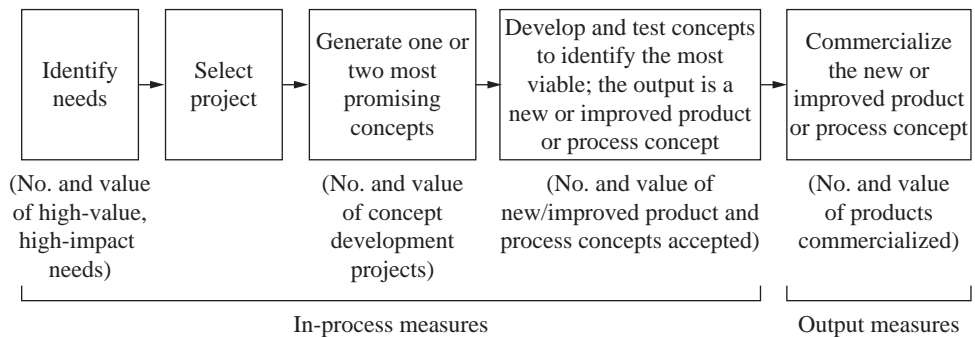 Identify
needs
Select
project
Generate one or
two most
promising
concepts
Develop and test concepts
to identify the most
viable; the output is a
new or improved product
or process concept
Commercialize
the new or
improved product
or process concept
(No. and value
of high-value,
high-impact
needs)
(No. and value
of concept
development
projects)
(No. and value of
new/improved product and
process concepts accepted)
(No. and value
of products
commercialized)
In-process measures
Output measures